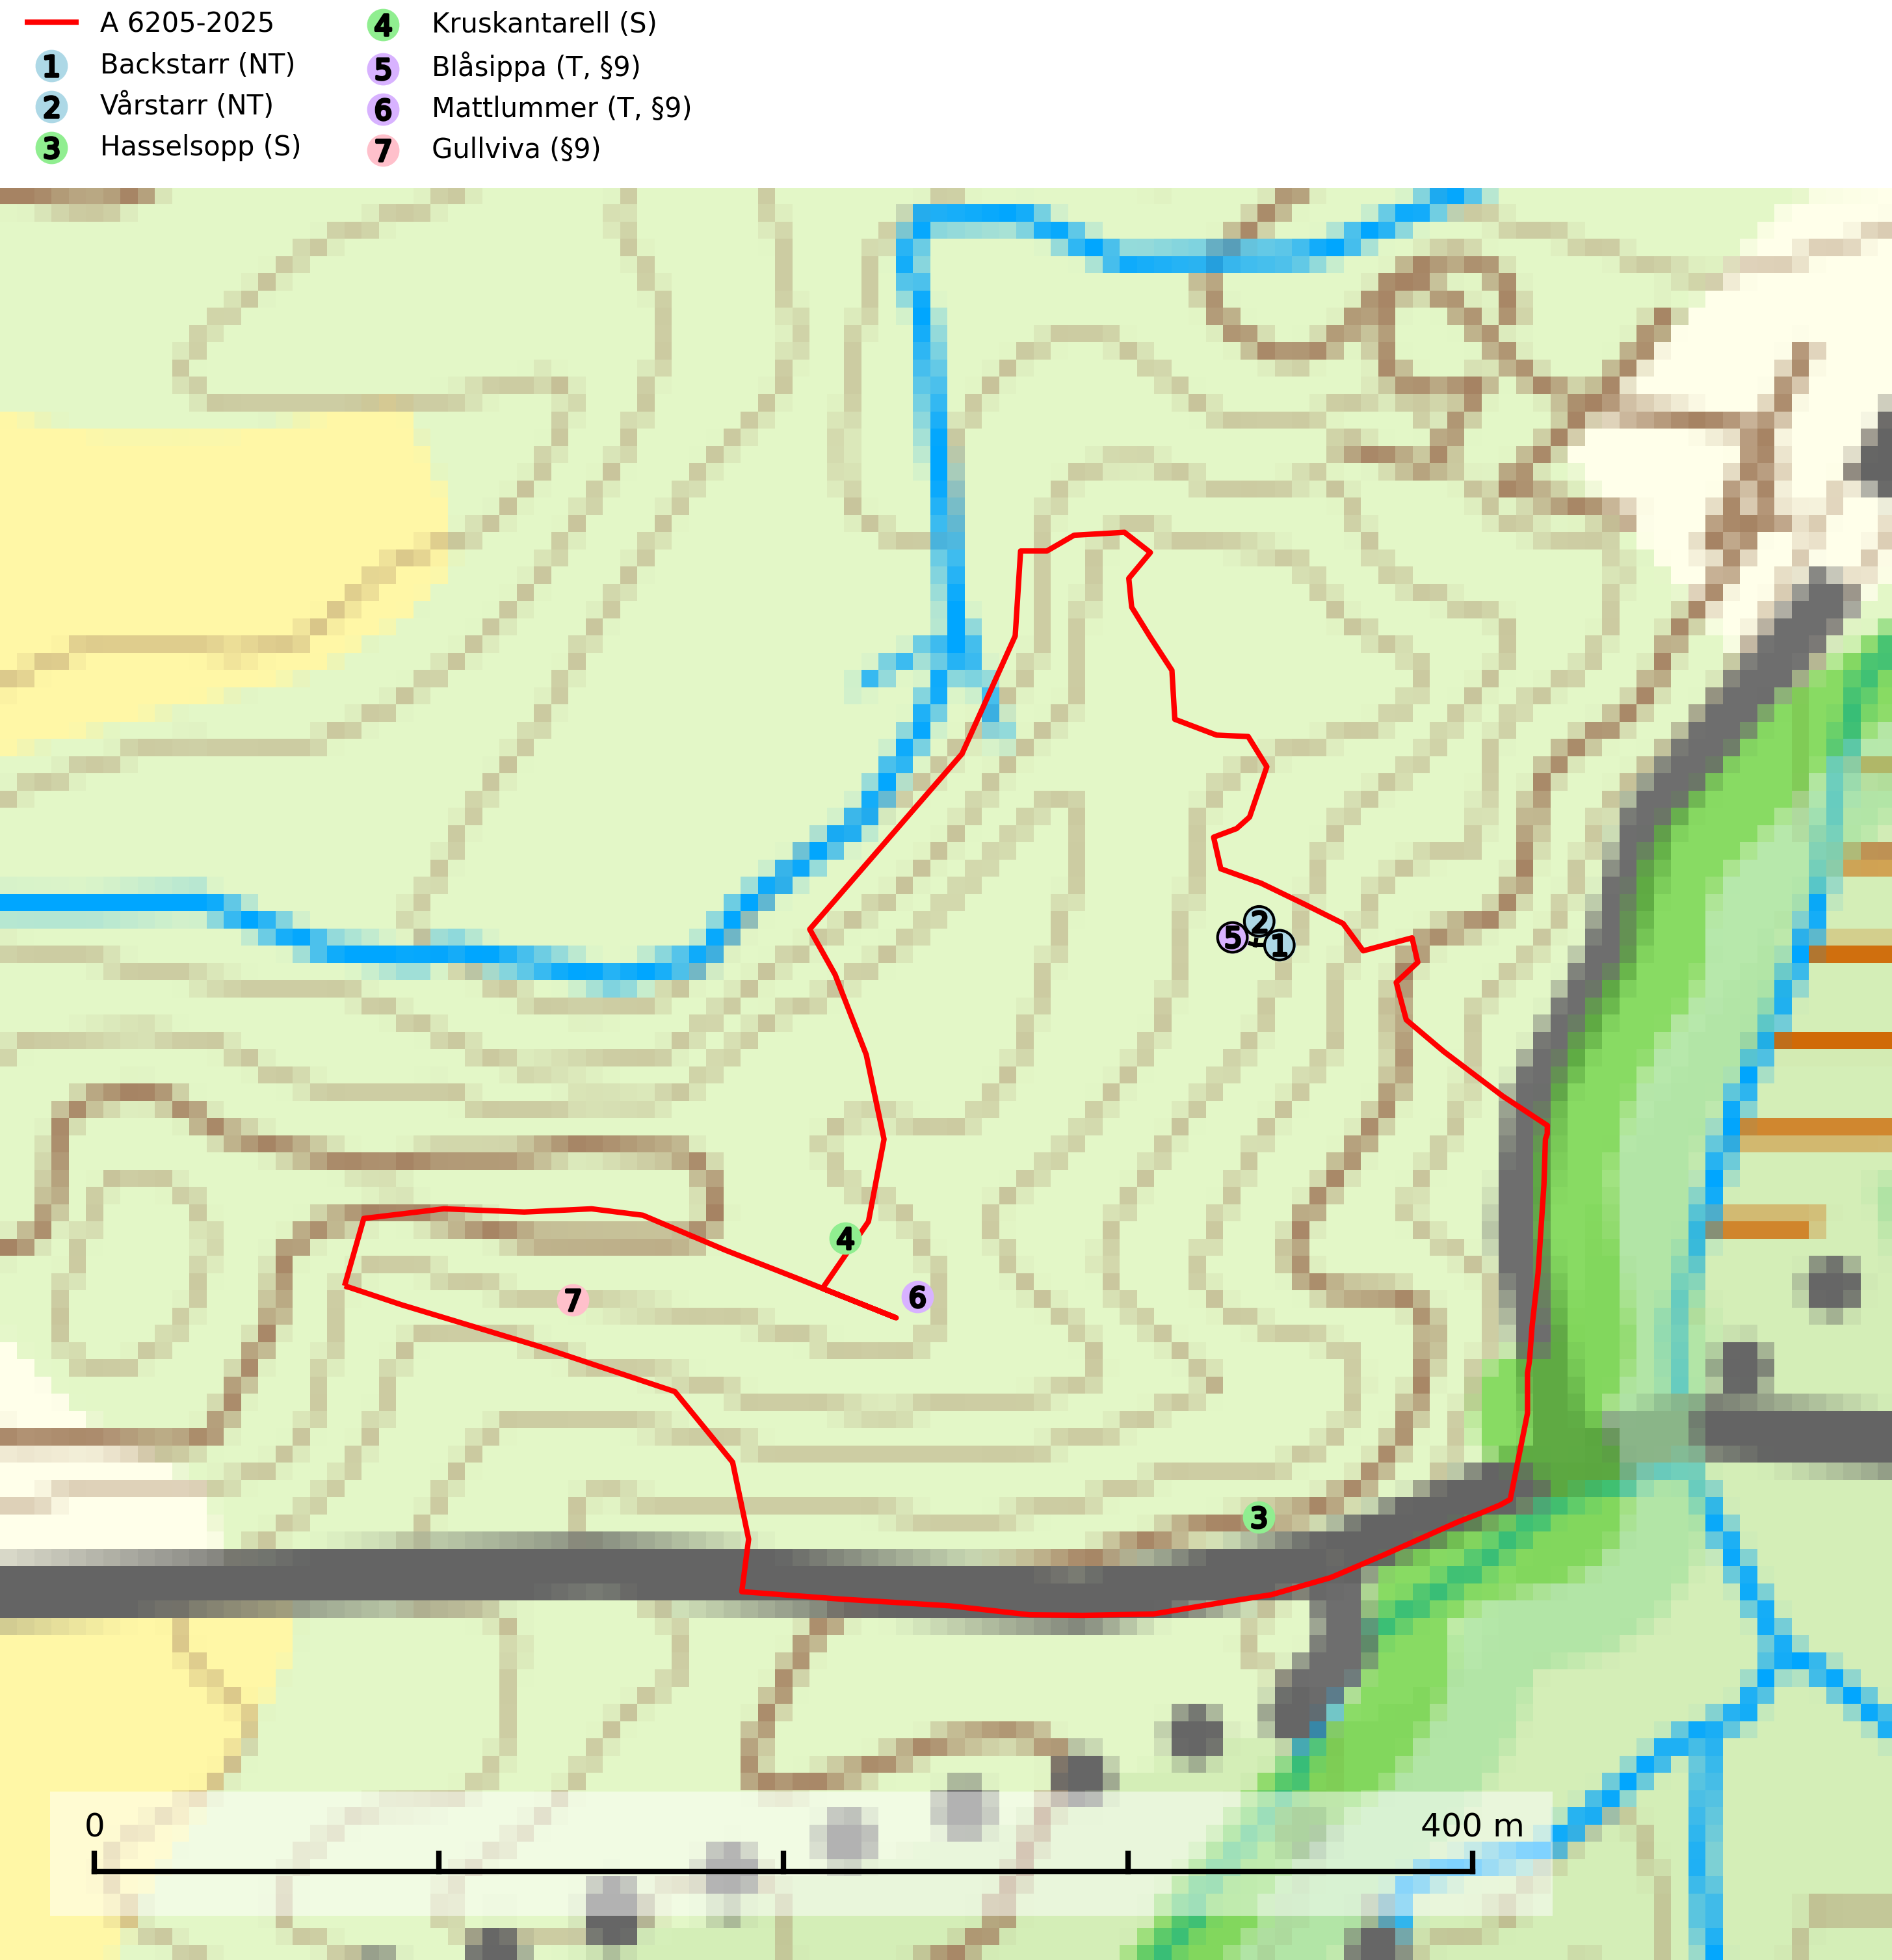 A 6205-2025
1 Backstarr (NT)
2 Vårstarr (NT)
3 Hasselsopp (S)
4 Kruskantarell (S)
5 Blåsippa (T, §9)
6 Mattlummer (T, §9)
7 Gullviva (§9)
2
5
1
4
6
7
3
0
400 m